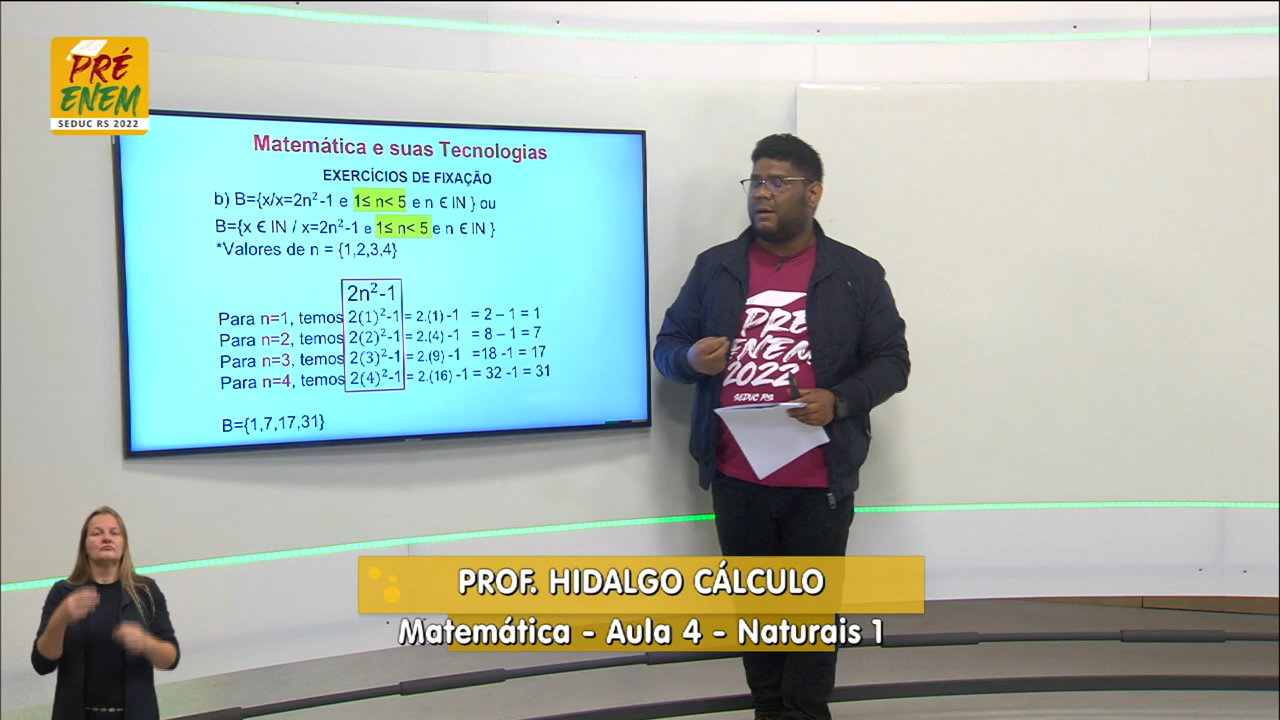 PRÉ
ENEM
SEDUC RS 2022
Matemática e suas Tecnologias
EXERCÍCIOS DE FIXAÇÃO
b) B={x/x=2n²-1 e 1≤ n< 5 e n Є IN } ou
B={x Є IN / x=2n²-1 e 1≤ n< 5 e n Є IN }
*Valores de n = {1,2,3,4}
2n²-1
Para n=1, temos 2(1)²-1 = 2.(1) -1 = 2 – 1 = 1
Para n=2, temos 2(2)²-1 = 2.(4) -1 = 8 – 1 = 7
Para n=3, temos 2(3)²-1 = 2.(9) -1 =18 -1 = 17
Para n=4, temos 2(4)²-1 = 2.(16) -1 = 32 -1 = 31
B={1,7,17,31}
PRÉ
ENEM
2022
SEDUC RS
PROF. HIDALGO CÁLCULO
Matemática - Aula 4 - Naturais 1